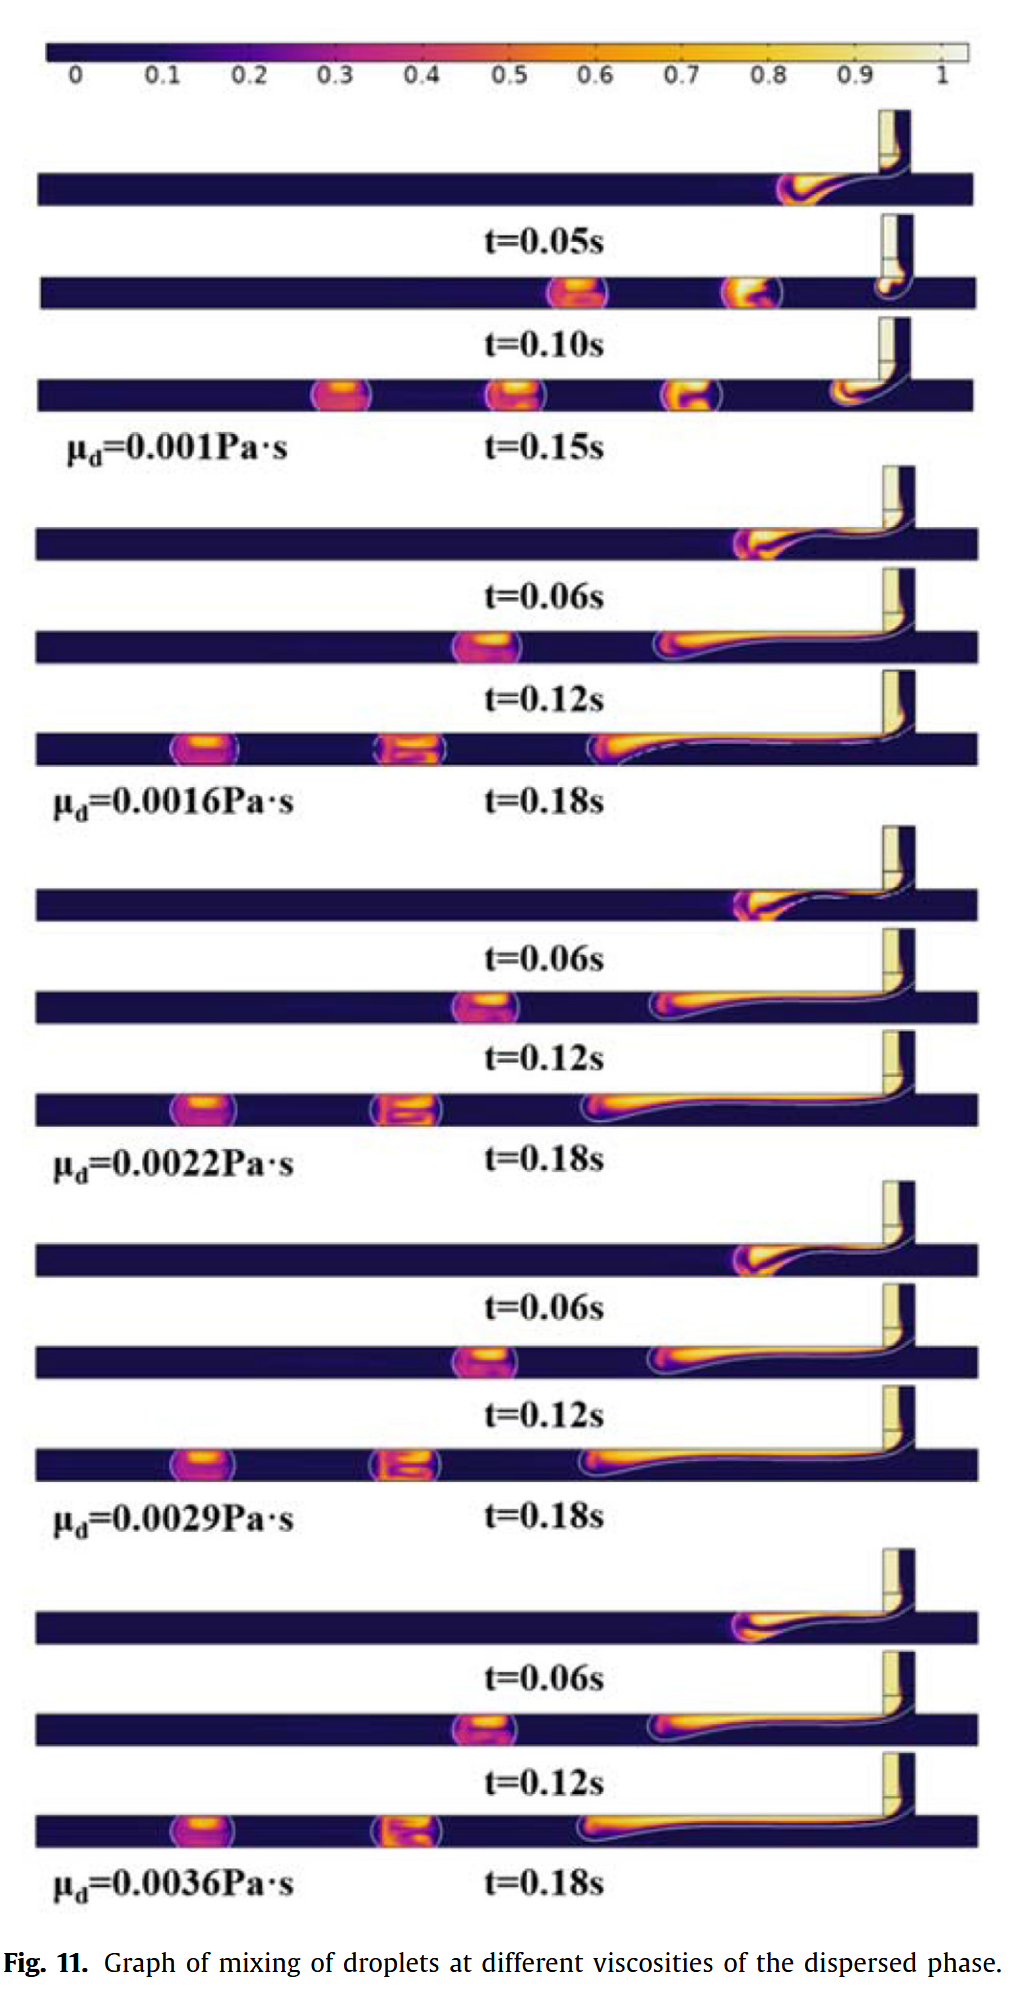 0 0.1 0.2 0.3 0.4 0.5 0.6 0.7 0.8 0.9 1
t=0.05s
t=0.10s
μd=0.001Pa·s t=0.15s
t=0.06s
t=0.12s
μd=0.0016Pa·s t=0.18s
t=0.06s
t=0.12s
μd=0.0022Pa·s t=0.18s
t=0.06s
t=0.12s
μd=0.0029Pa·s t=0.18s
t=0.06s
t=0.12s
μd=0.0036Pa·s t=0.18s
Fig. 11. Graph of mixing of droplets at different viscosities of the dispersed phase.